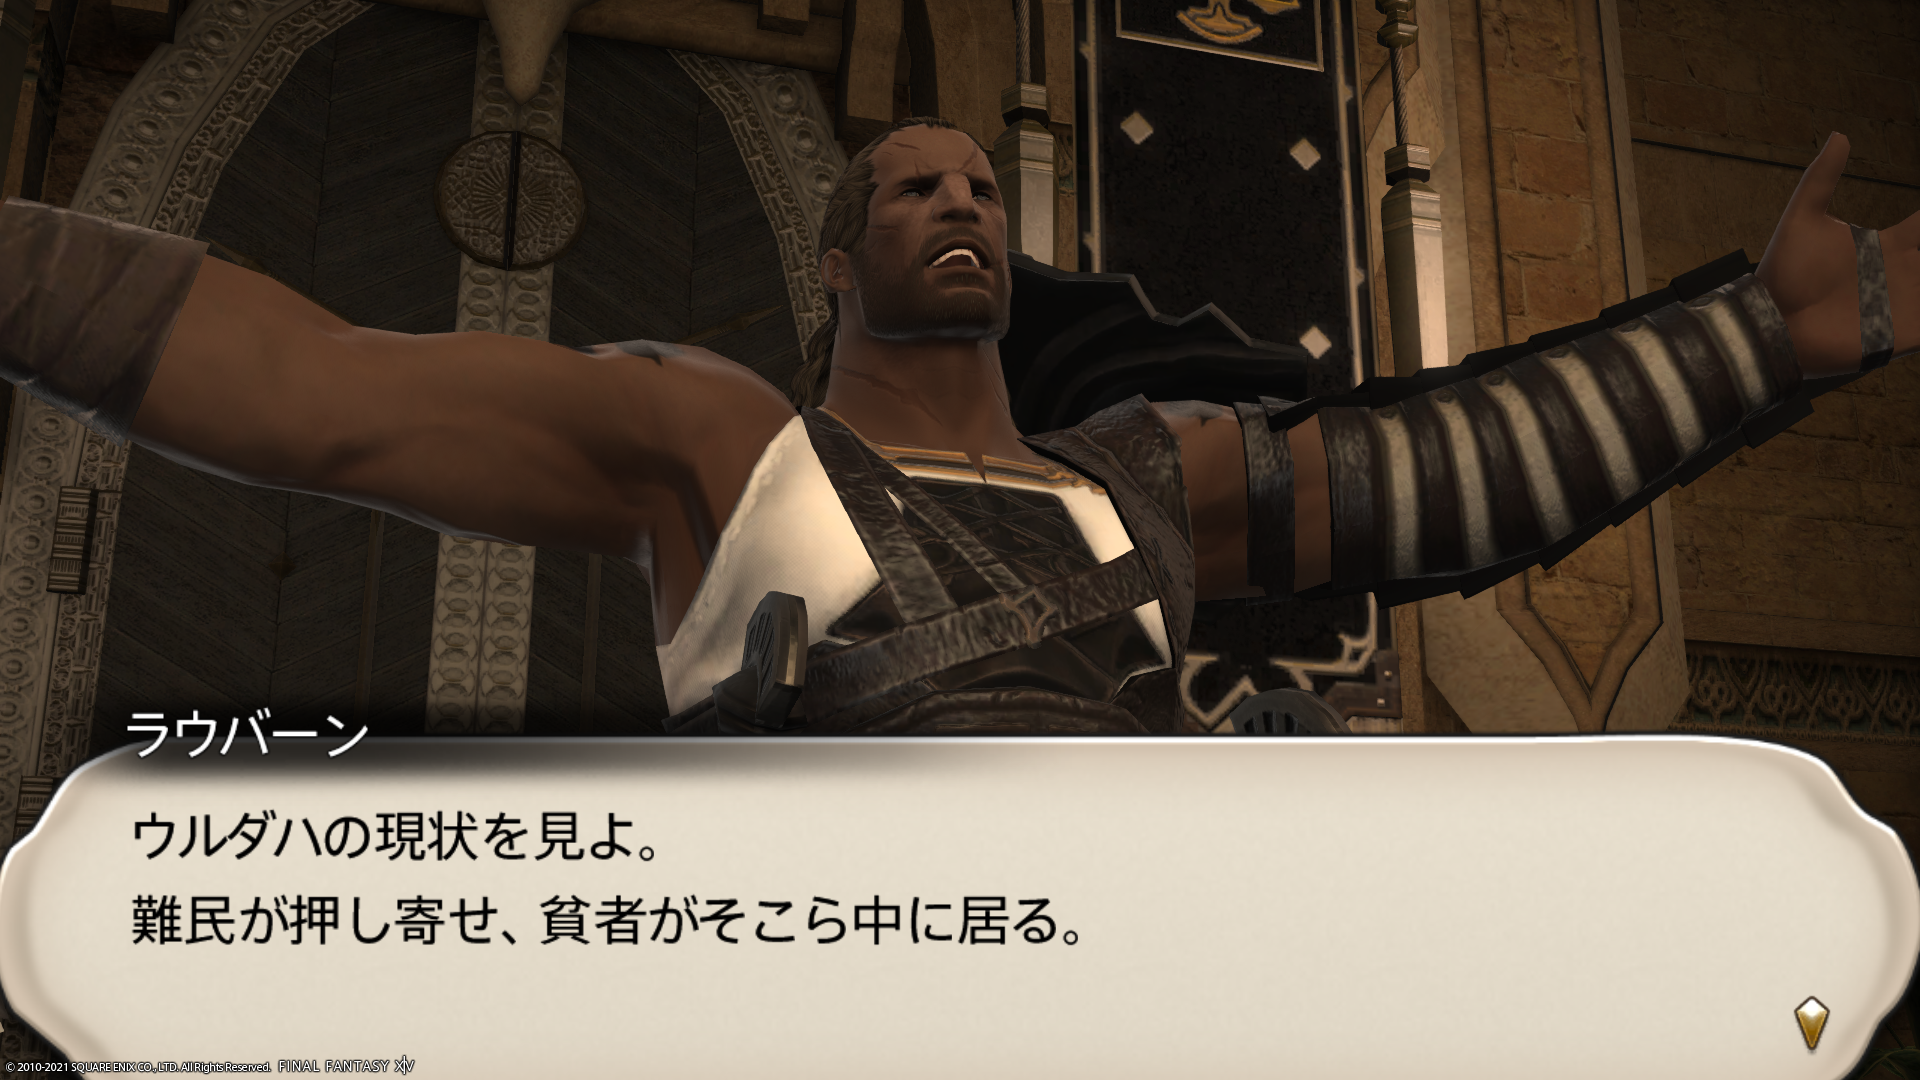 ラウバーン
ウルダハの現状を見よ。
難民が押し寄せ、貧者がそこら中に居る。
© 2010-2021 SQUARE ENIX CO., LTD. All Rights Reserved. FINAL FANTASY XIV